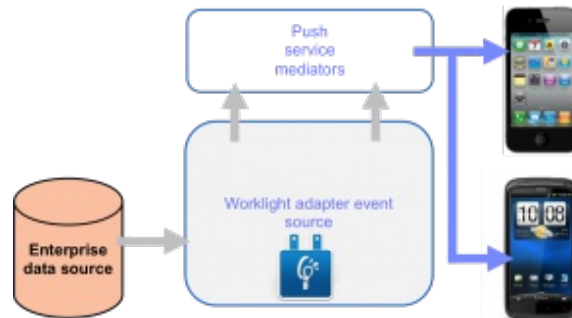 Push
service
mediators
Worklight adapter event
source
Enterprise
data source
10 08